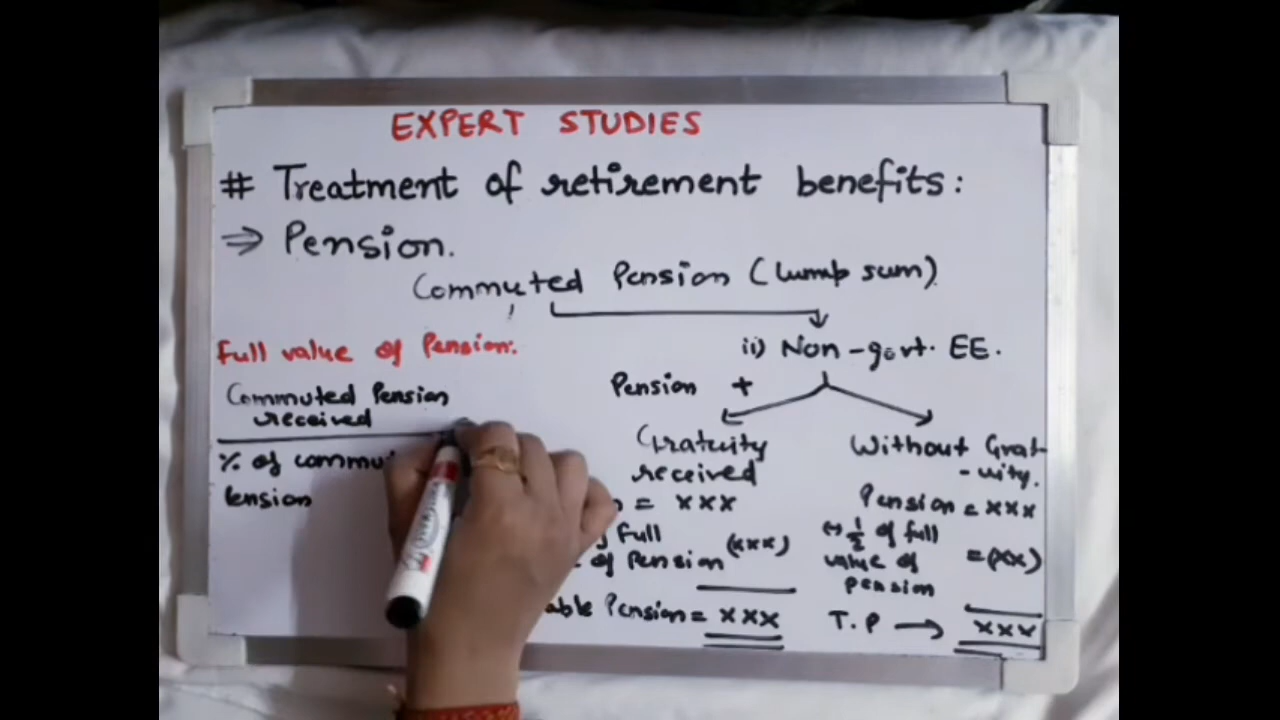 EXPERT STUDIES
# Treatment of retirement benefits:
⇒ Pension.
Commuted Pension (lump sum)
Full value of Pension:
Commuted Pension
received
% of commu
Pension
ii) Non-govt. EE.
Pension +
Gratuity
received
= xxx
Full
of Pension (xxx)
able Pension = xxx
Without Grat-
-uity.
Pension = xxx
(-) 1/2 of full
value of
pension = (xx)
T.P → xxx